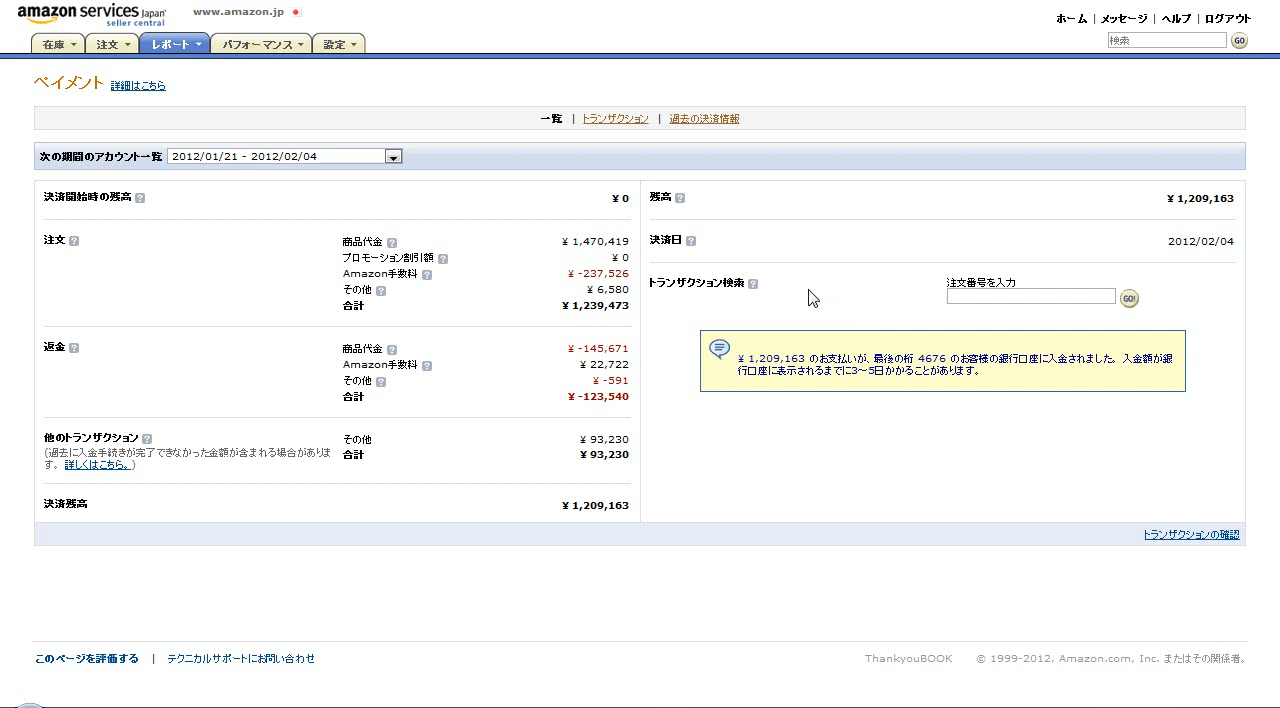 amazon services Japan
seller central
www.amazon.jp
ホーム | メッセージ | ヘルプ | ログアウト
在庫 注文 レポート パフォーマンス 設定
検索 GO
ペイメント 詳細はこちら
一覧 | トランザクション | 過去の決済情報
次の期間のアカウント一覧 2012/01/21 - 2012/02/04
決済開始時の残高 ? ¥ 0
注文 ? 商品代金 ? ¥ 1,470,419
プロモーション割引額 ? ¥ 0
Amazon手数料 ? ¥ -237,526
その他 ? ¥ 6,580
合計 ¥ 1,239,473
返金 ? 商品代金 ? ¥ -145,671
Amazon手数料 ? ¥ 22,722
その他 ? ¥ -591
合計 ¥ -123,540
他のトランザクション ? その他 ¥ 93,230
(過去に入金手続きが完了できなかった金額が含まれる場合がありま
す。 詳しくはこちら。) 合計 ¥ 93,230
決済残高 ¥ 1,209,163
残高 ? ¥ 1,209,163
決済日 ? 2012/02/04
トランザクション検索 ? 注文番号を入力
GO!
¥ 1,209,163 のお支払いが、最後の桁 4676 のお客様の銀行口座に入金されました。入金額が銀
行口座に表示されるまでに3～5日かかることがあります。
トランザクションの確認
このページを評価する | テクニカルサポートにお問い合わせ
ThankyouBOOK © 1999-2012, Amazon.com, Inc. またはその関係者。